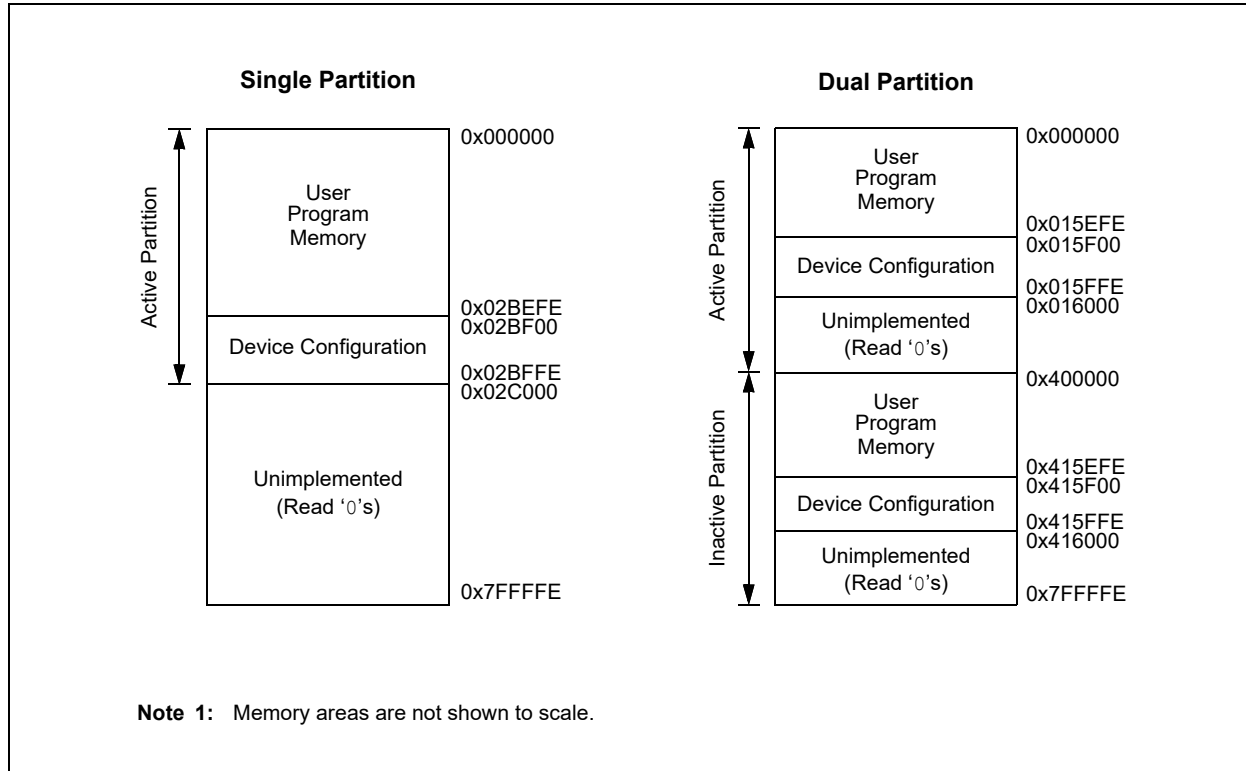 Single Partition
Active Partition
0x000000
User
Program
Memory
0x02BEFE
0x02BF00
Device Configuration
0x02BFFE
0x02C000
Unimplemented
(Read ‘0’s)
0x7FFFFE
Dual Partition
Active Partition
0x000000
User
Program
Memory
0x015EFE
0x015F00
Device Configuration
0x015FFE
0x016000
Unimplemented
(Read ‘0’s)
Inactive Partition
0x400000
User
Program
Memory
0x415EFE
0x415F00
Device Configuration
0x415FFE
0x416000
Unimplemented
(Read ‘0’s)
0x7FFFFE
Note 1: Memory areas are not shown to scale.